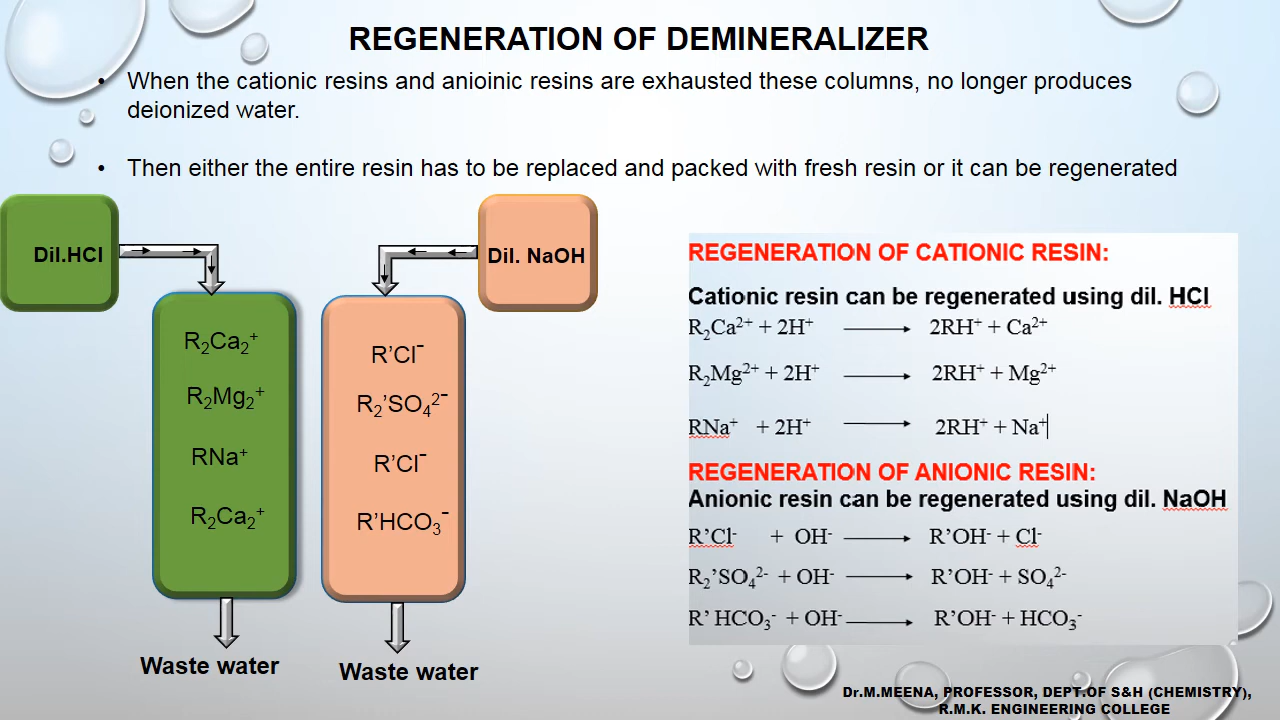 REGENERATION OF DEMINERALIZER
• When the cationic resins and anioinic resins are exhausted these columns, no longer produces
deionized water.
• Then either the entire resin has to be replaced and packed with fresh resin or it can be regenerated
Dil.HCl
Dil. NaOH
R₂Ca₂⁺
R₂Mg₂⁺
RNa⁺
R₂Ca₂⁺
R’Cl⁻
R₂’SO₄²⁻
R’Cl⁻
R’HCO₃⁻
Waste water
Waste water
REGENERATION OF CATIONIC RESIN:
Cationic resin can be regenerated using dil. HCl
R₂Ca²⁺ + 2H⁺ ⟶ 2RH⁺ + Ca²⁺
R₂Mg²⁺ + 2H⁺ ⟶ 2RH⁺ + Mg²⁺
RNa⁺ + 2H⁺ ⟶ 2RH⁺ + Na⁺
REGENERATION OF ANIONIC RESIN:
Anionic resin can be regenerated using dil. NaOH
R’Cl⁻ + OH⁻ ⟶ R’OH⁻ + Cl⁻
R₂’SO₄²⁻ + OH⁻ ⟶ R’OH⁻ + SO₄²⁻
R’ HCO₃⁻ + OH⁻ ⟶ R’OH⁻ + HCO₃⁻
Dr.M.MEENA, PROFESSOR, DEPT.OF S&H (CHEMISTRY),
R.M.K. ENGINEERING COLLEGE